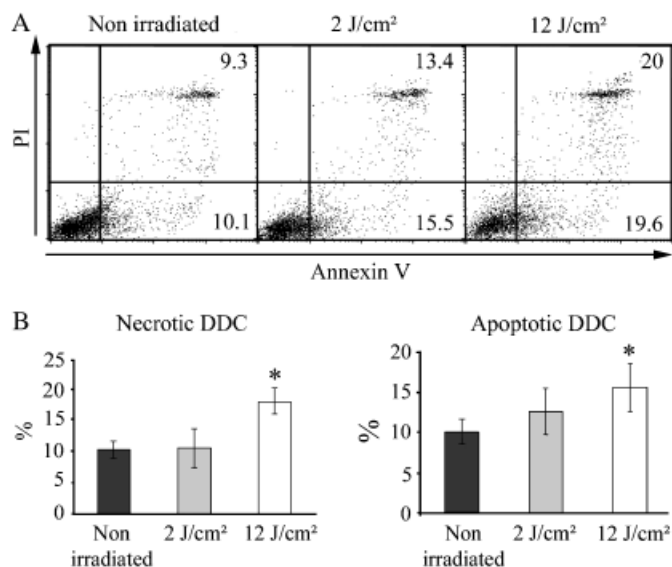 A
Non irradiated 2 J/cm² 12 J/cm²
PI
9.3 13.4 20
10.1 15.5 19.6
Annexin V
B
Necrotic DDC
%
25
20
15
10
5
0
*
Non irradiated
2 J/cm²
12 J/cm²
Apoptotic DDC
%
20
15
10
5
0
*
Non irradiated
2 J/cm²
12 J/cm²